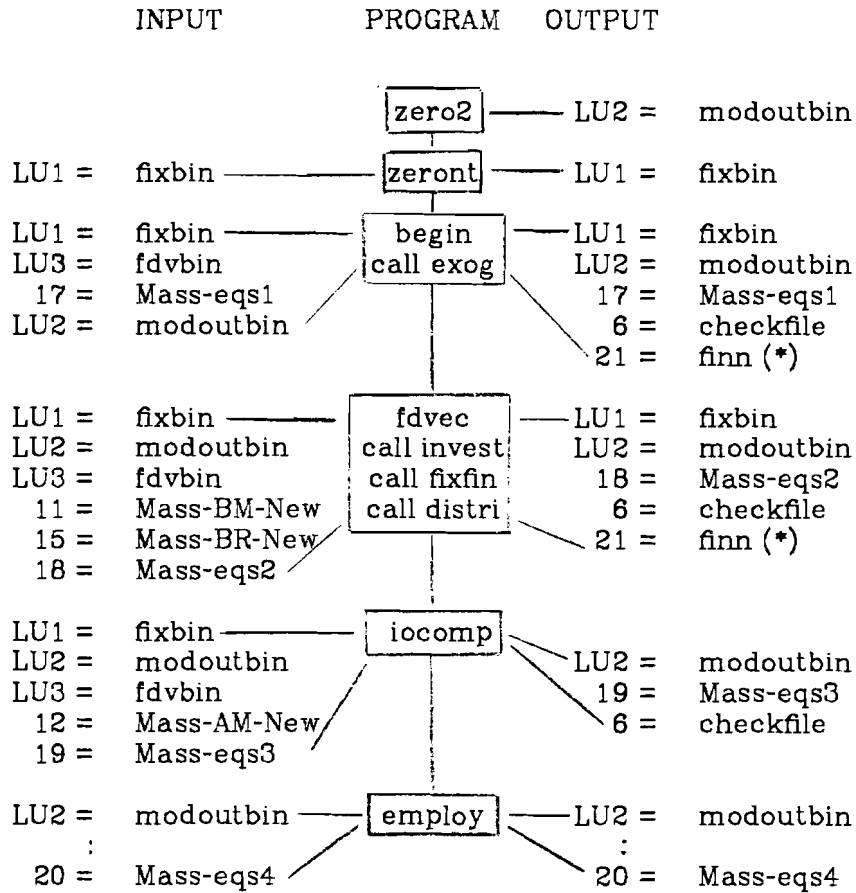 INPUT PROGRAM OUTPUT
zero2 LU2 = modoutbin
LU1 = fixbin zeront LU1 = fixbin
LU1 = fixbin begin LU1 = fixbin
LU3 = fdvbin call exog LU2 = modoutbin
17 = Mass-eqs1 17 = Mass-eqs1
LU2 = modoutbin 6 = checkfile
21 = finn (*)
LU1 = fixbin fdvec LU1 = fixbin
LU2 = modoutbin call invest LU2 = modoutbin
LU3 = fdvbin call fixfin 18 = Mass-eqs2
11 = Mass-BM-New call distri 6 = checkfile
15 = Mass-BR-New 21 = finn (*)
18 = Mass-eqs2
LU1 = fixbin iocomp
LU2 = modoutbin LU2 = modoutbin
LU3 = fdvbin 19 = Mass-eqs3
12 = Mass-AM-New 6 = checkfile
19 = Mass-eqs3
LU2 = modoutbin employ LU2 = modoutbin
: :
20 = Mass-eqs4 20 = Mass-eqs4